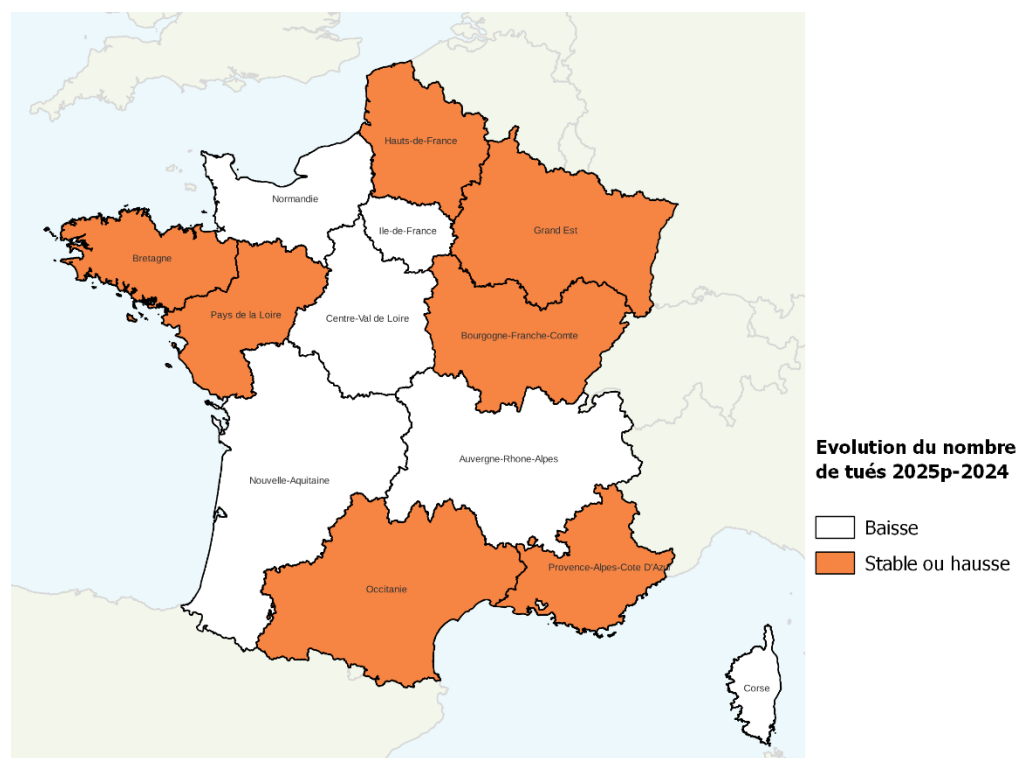 Hauts-de-France
Normandie
Ile-de-France
Grand Est
Bretagne
Pays de la Loire
Centre-Val de Loire
Bourgogne-Franche-Comte
Auvergne-Rhone-Alpes
Nouvelle-Aquitaine
Provence-Alpes-Cote D'Azur
Occitanie
Corse
Evolution du nombre
de tués 2025p-2024
Baisse
Stable ou hausse